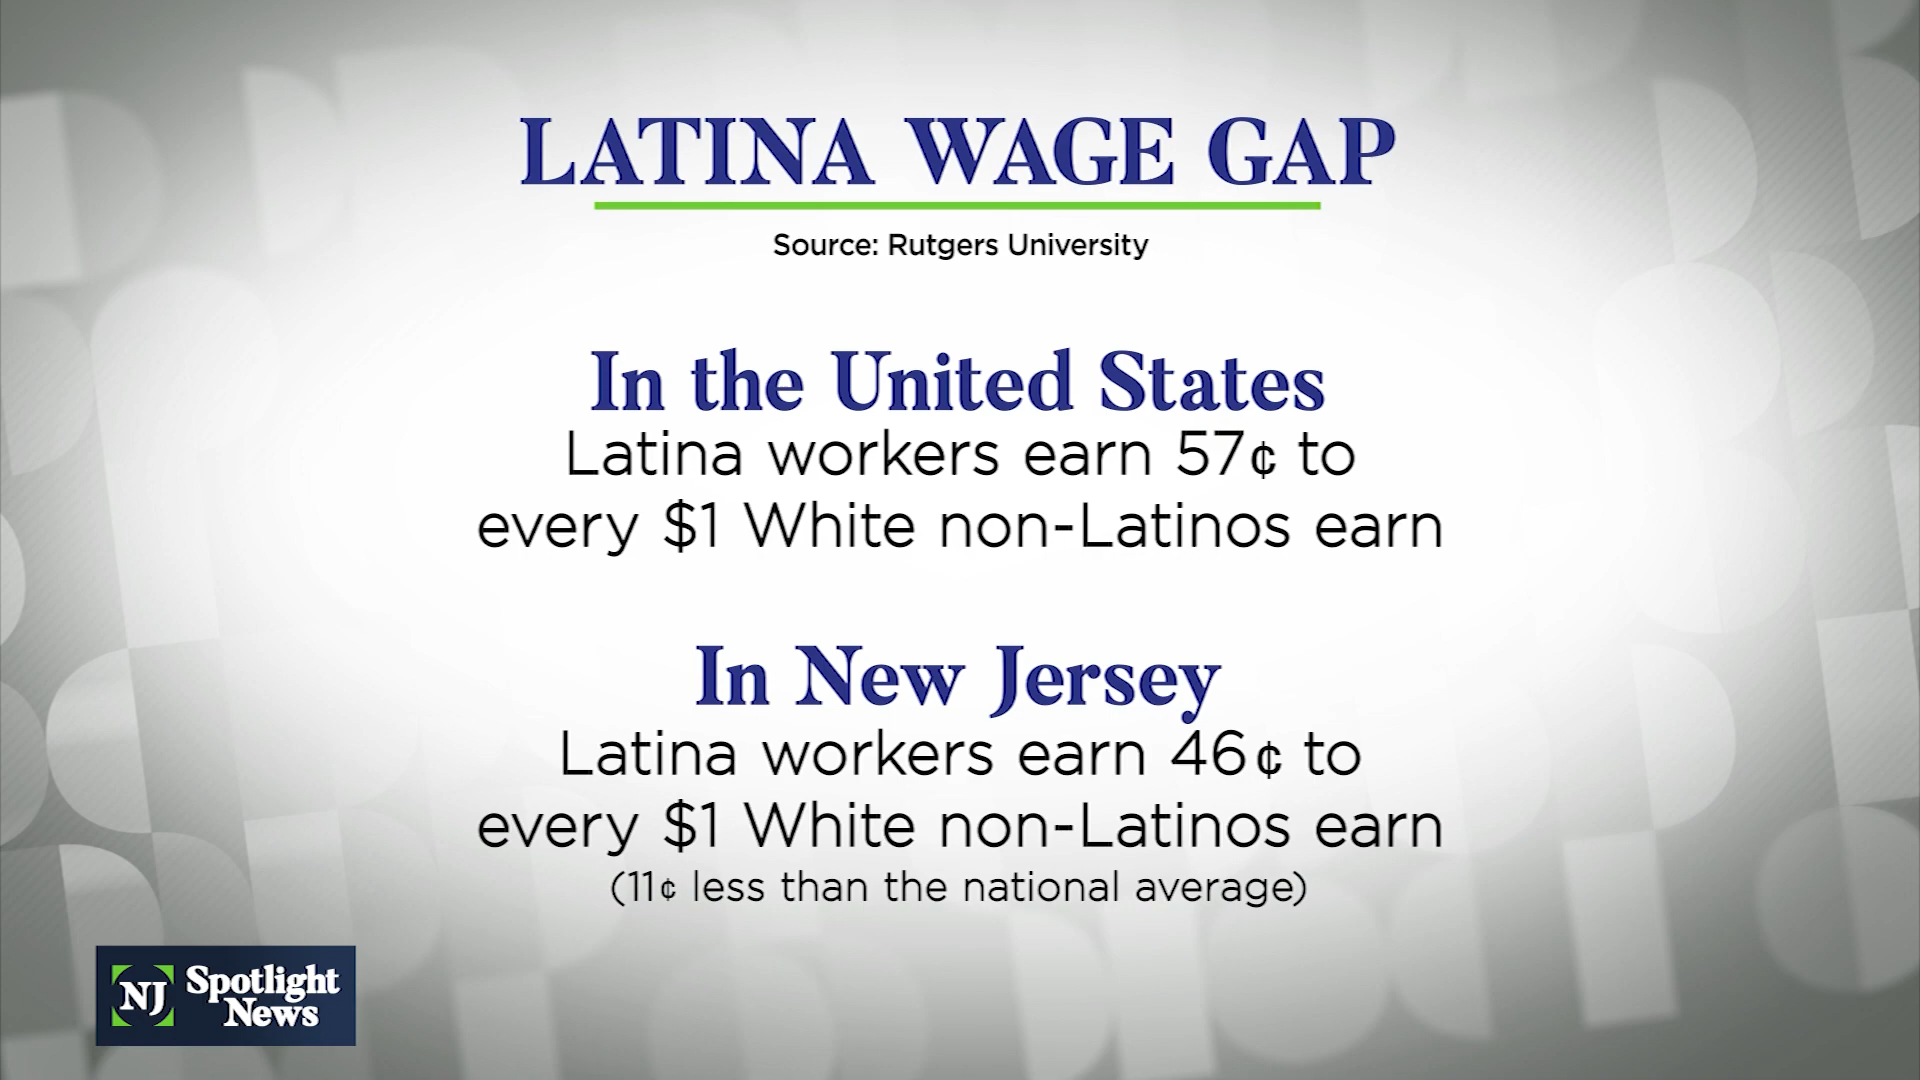 LATINA WAGE GAP
Source: Rutgers University
In the United States
Latina workers earn 57¢ to
every $1 White non-Latinos earn
In New Jersey
Latina workers earn 46¢ to
every $1 White non-Latinos earn
(11¢ less than the national average)
NJ Spotlight
News